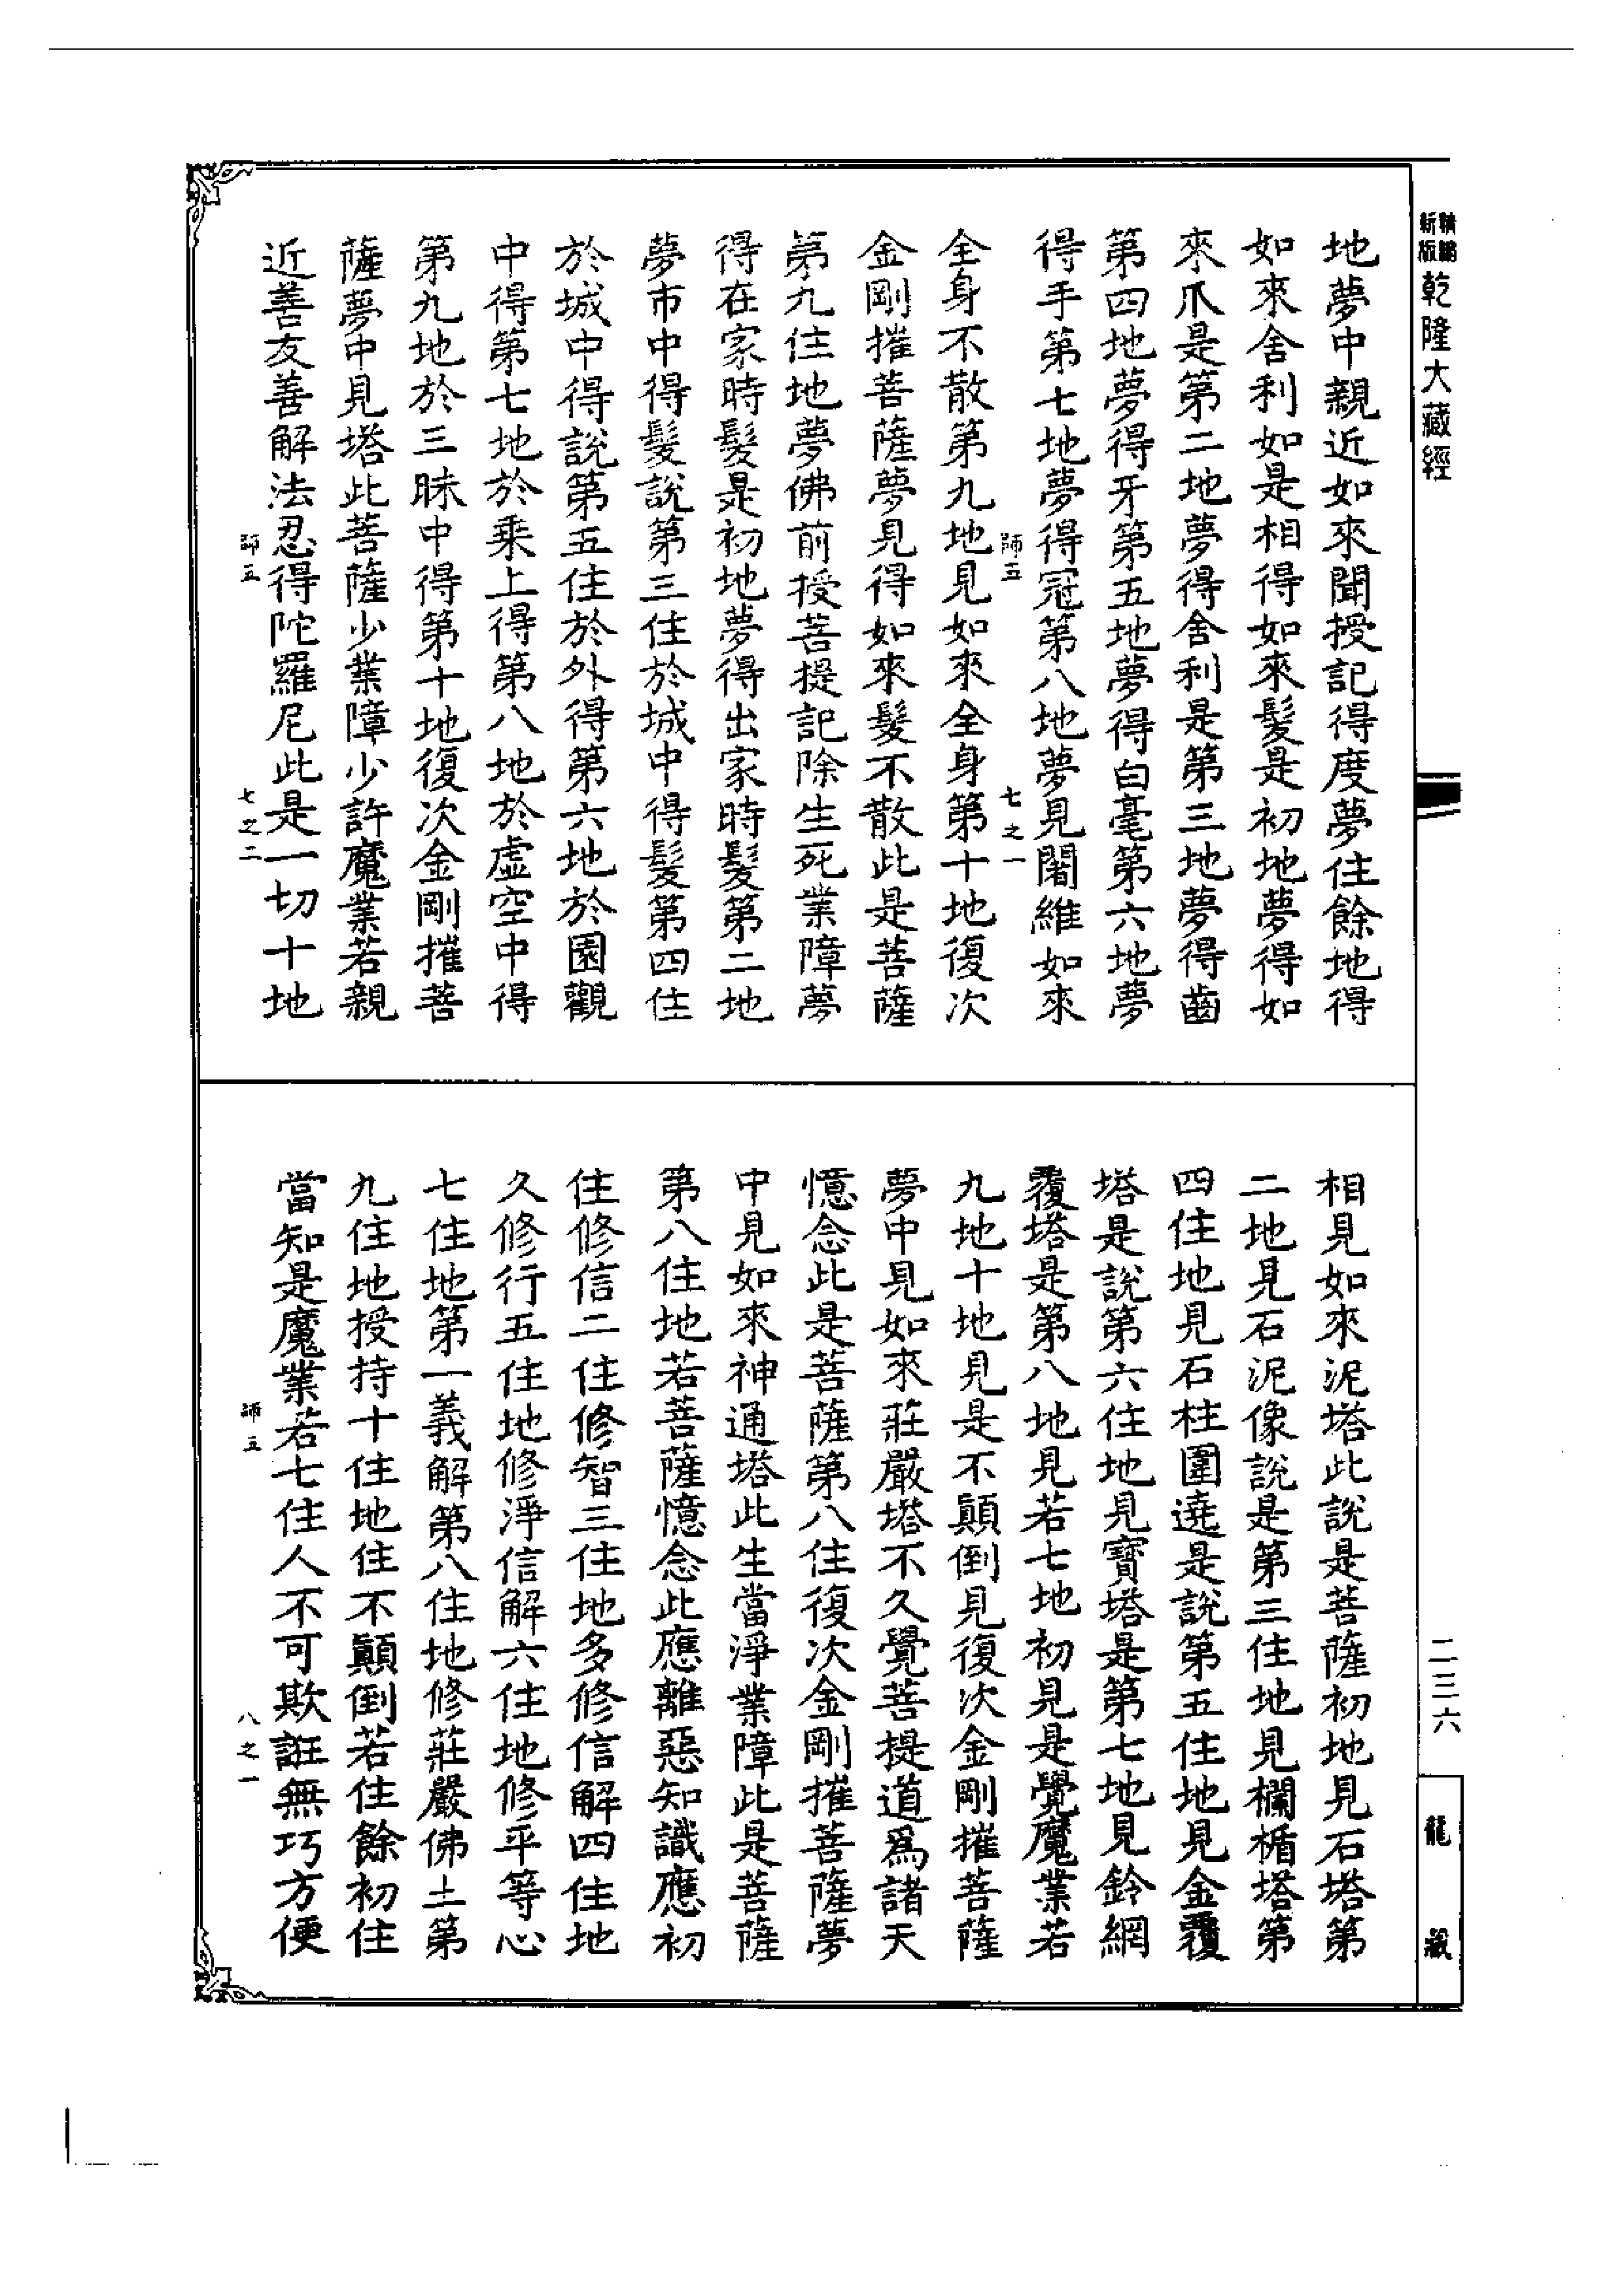 精編
新版
乾隆大藏經
地夢中親近如來聞授記得度夢住餘地得
如來舍利如是相得如來髮是初地夢得如
來爪是第二地夢得舍利是第三地夢得齒
第四地夢得牙第五地夢得白毫第六地夢
得手第七地夢得冠第八地夢見闍維如來
師五 七之一
全身不散第九地見如來全身第十地復次
金剛摧菩薩夢見得如來髮不散此是菩薩
第九住地夢佛前授菩提記除生死業障夢
得在家時髮是初地夢得出家時髮第二地
夢市中得髮說第三住於城中得髮第四住
於城中得說第五住於外得第六地於園觀
中得第七地於乘上得第八地於虛空中得
第九地於三昧中得第十地復次金剛摧菩
薩夢中見塔此菩薩少業障少許魔業若親
近善友善解法忍得陀羅尼此是一切十地
師五 七之二
相見如來泥塔此說是菩薩初地見石塔第
二地見石泥像說是第三住地見欄楯塔第
四住地見石柱圍遶是說第五住地見金覆
塔是說第六住地見寶塔是第七地見鈴網
覆塔是第八地見若七地初見是覺魔業若
九地十地見是不顛倒見復次金剛摧菩薩
夢中見如來莊嚴塔不久覺菩提道爲諸天
憶念此是菩薩第八住復次金剛摧菩薩夢
中見如來神通塔此生當淨業障此是菩薩
第八住地若菩薩憶念此應離惡知識應初
住修信二住修智三住地多修信解四住地
久修行五住地修淨信解六住地修平等心
七住地第一義解第八住地修莊嚴佛土第
九住地授持十住地住不顛倒若住餘初住
當知是魔業若七住人不可欺誑無巧方便
師五 八之一
二三六
龍藏